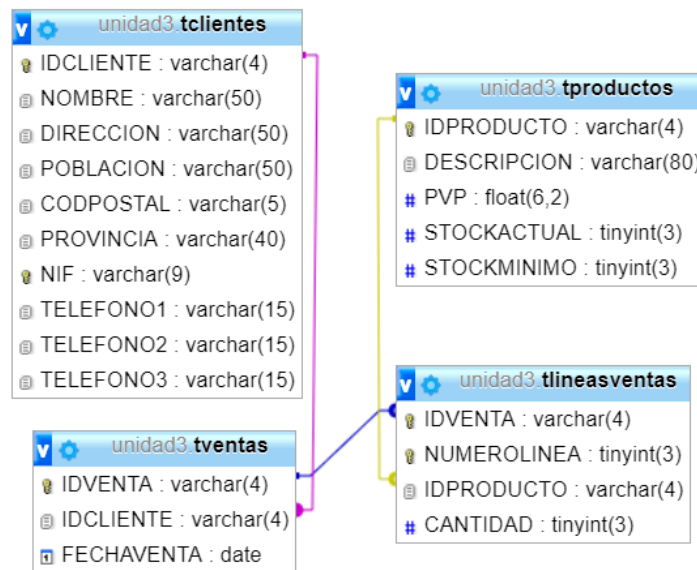 unidad3.tclientes
IDCLIENTE : varchar(4)
NOMBRE : varchar(50)
DIRECCION : varchar(50)
POBLACION : varchar(50)
CODPOSTAL : varchar(5)
PROVINCIA : varchar(40)
NIF : varchar(9)
TELEFONO1 : varchar(15)
TELEFONO2 : varchar(15)
TELEFONO3 : varchar(15)
unidad3.tproductos
IDPRODUCTO : varchar(4)
DESCRIPCION : varchar(80)
# PVP : float(6,2)
# STOCKACTUAL : tinyint(3)
# STOCKMINIMO : tinyint(3)
unidad3.tventas
IDVENTA : varchar(4)
IDCLIENTE : varchar(4)
FECHAVENTA : date
unidad3.tlineasventas
IDVENTA : varchar(4)
NUMEROLINEA : tinyint(3)
IDPRODUCTO : varchar(4)
# CANTIDAD : tinyint(3)